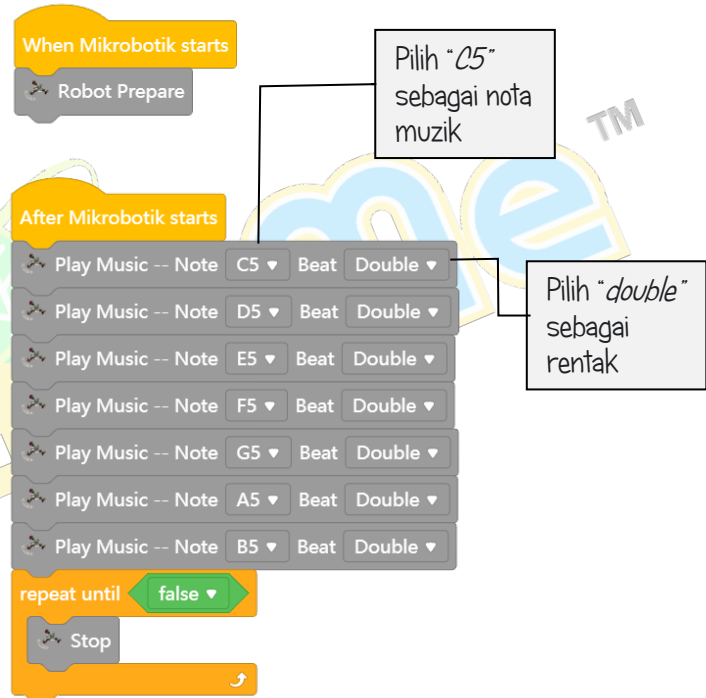 When Mikrobotik starts
Robot Prepare
Pilih "C5"
sebagai nota
muzik
TM
me
After Mikrobotik starts
Play Music -- Note C5 Beat Double
Play Music -- Note D5 Beat Double
Play Music -- Note E5 Beat Double
Play Music -- Note F5 Beat Double
Play Music -- Note G5 Beat Double
Play Music -- Note A5 Beat Double
Play Music -- Note B5 Beat Double
Pilih "double"
sebagai
rentak
repeat until false
Stop